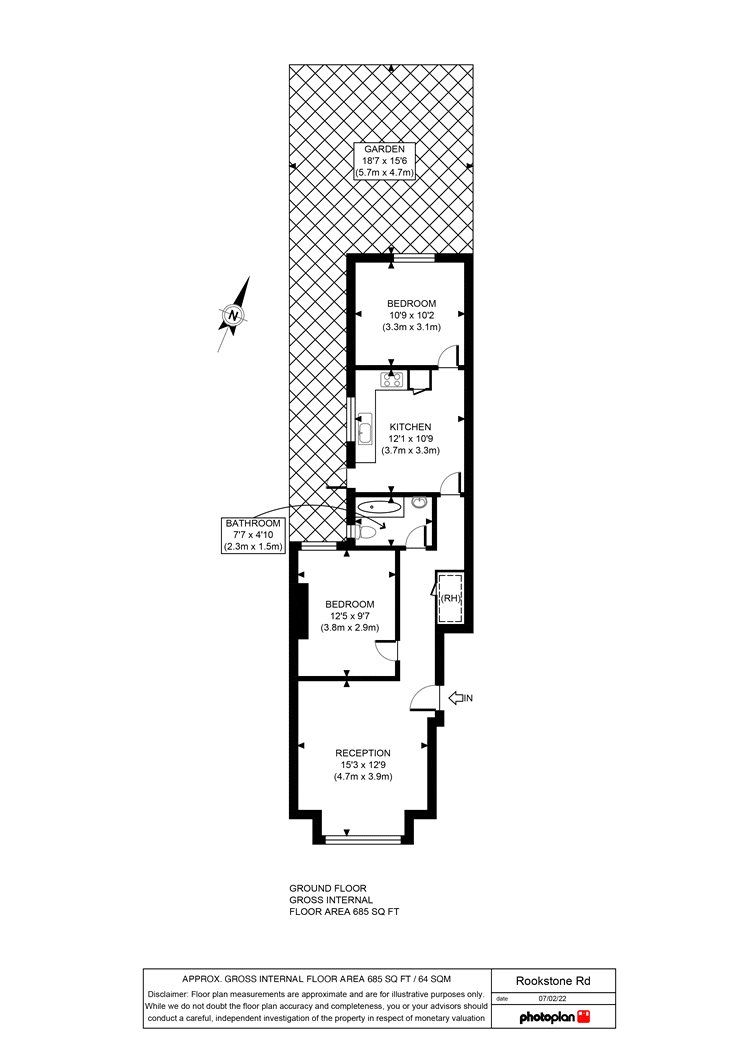 GARDEN
18'7 x 15'6
(5.7m x 4.7m)
BEDROOM
10'9 x 10'2
(3.3m x 3.1m)
N
KITCHEN
12'1 x 10'9
(3.7m x 3.3m)
BATHROOM
7'7 x 4'10
(2.3m x 1.5m)
BEDROOM
12'5 x 9'7
(3.8m x 2.9m)
(RH)
IN
RECEPTION
15'3 x 12'9
(4.7m x 3.9m)
GROUND FLOOR
GROSS INTERNAL
FLOOR AREA 685 SQ FT
APPROX. GROSS INTERNAL FLOOR AREA 685 SQ FT / 64 SQM
Disclaimer: Floor plan measurements are approximate and are for illustrative purposes only.
While we do not doubt the floor plan accuracy and completeness, you or your advisors should
conduct a careful, independent investigation of the property in respect of monetary valuation
Rookstone Rd
date 07/02/22
photoplan